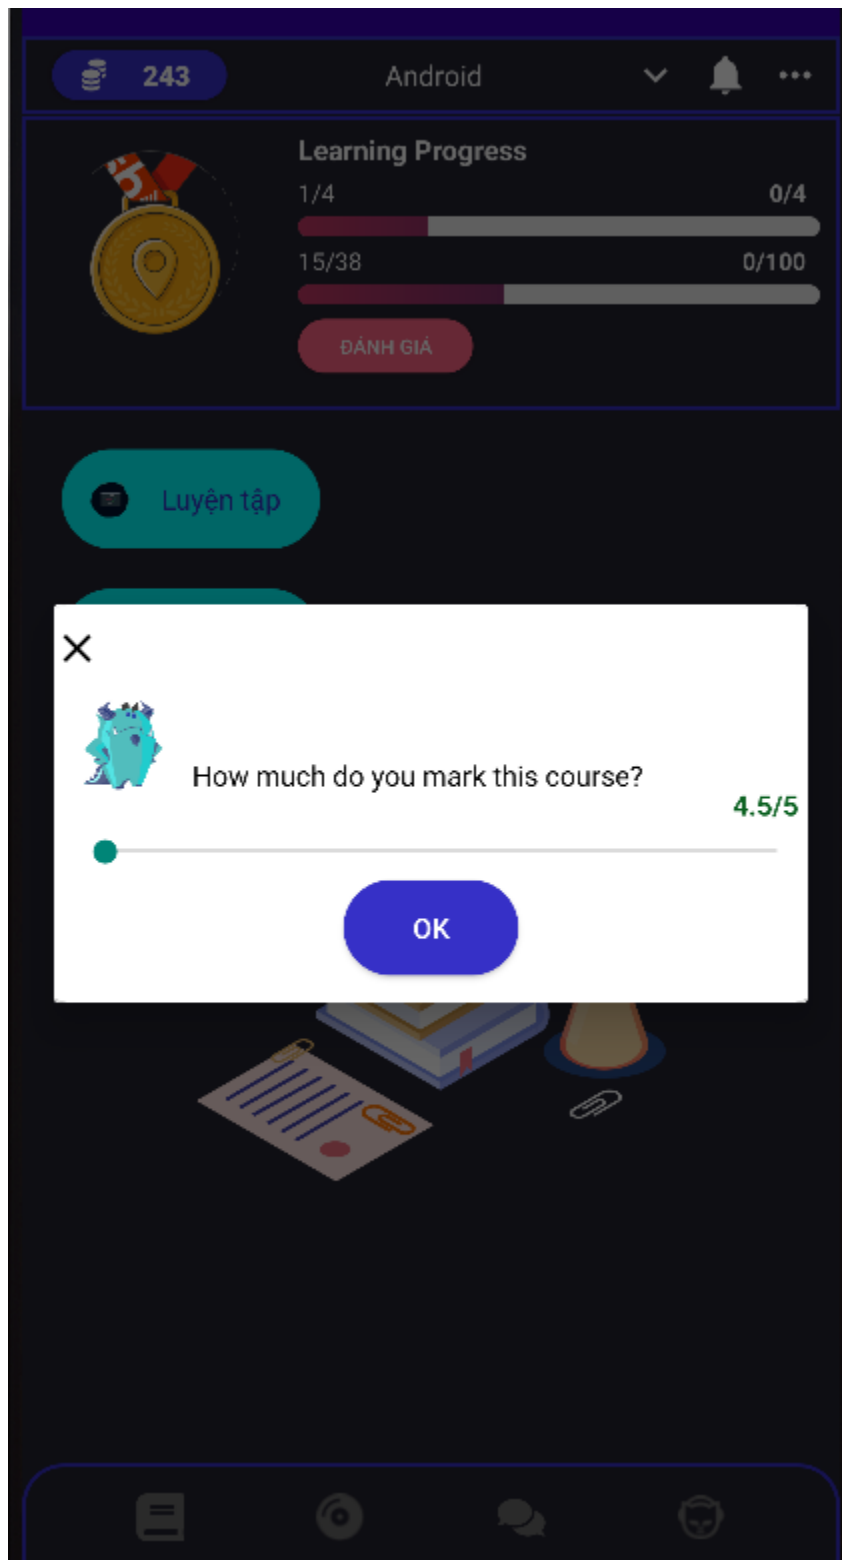 243
Android
Learning Progress
1/4 0/4
15/38 0/100
ĐÁNH GIÁ
Luyện tập
How much do you mark this course?
4.5/5
OK